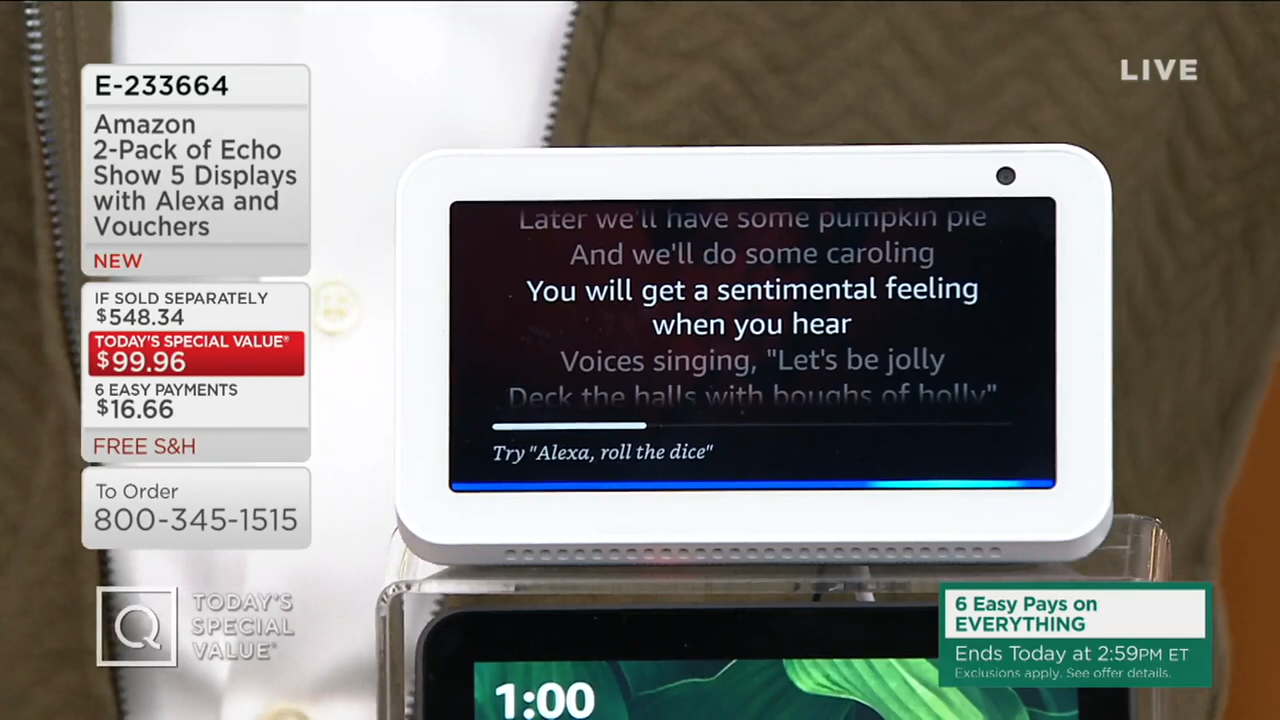 E-233664
Amazon
2-Pack of Echo
Show 5 Displays
with Alexa and
Vouchers
NEW
IF SOLD SEPARATELY
$548.34
TODAY'S SPECIAL VALUE®
$99.96
6 EASY PAYMENTS
$16.66
FREE S&H
To Order
800-345-1515
Q
TODAY'S
SPECIAL
VALUE®
LIVE
Later we'll have some pumpkin pie
And we'll do some caroling
You will get a sentimental feeling
when you hear
Voices singing, "Let's be jolly
Deck the halls with boughs of holly"
Try "Alexa, roll the dice"
1:00
6 Easy Pays on
EVERYTHING
Ends Today at 2:59PM ET
Exclusions apply. See offer details.